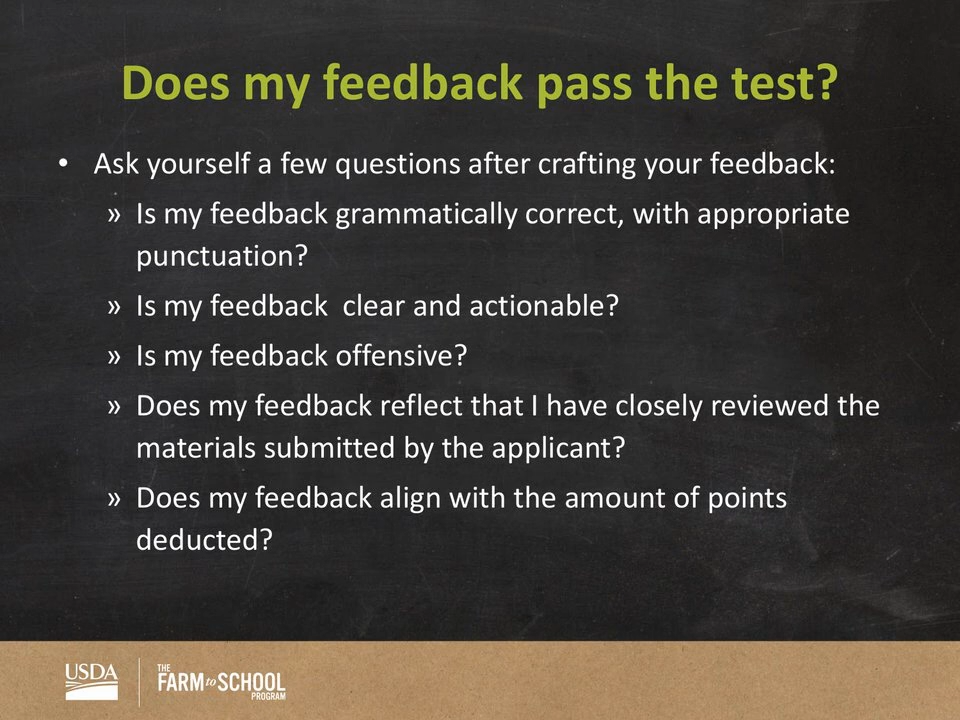 Does my feedback pass the test?
• Ask yourself a few questions after crafting your feedback:
» Is my feedback grammatically correct, with appropriate
punctuation?
» Is my feedback  clear and actionable?
» Is my feedback offensive?
» Does my feedback reflect that I have closely reviewed the
materials submitted by the applicant?
» Does my feedback align with the amount of points
deducted?
USDA
THE
FARM to SCHOOL
PROGRAM